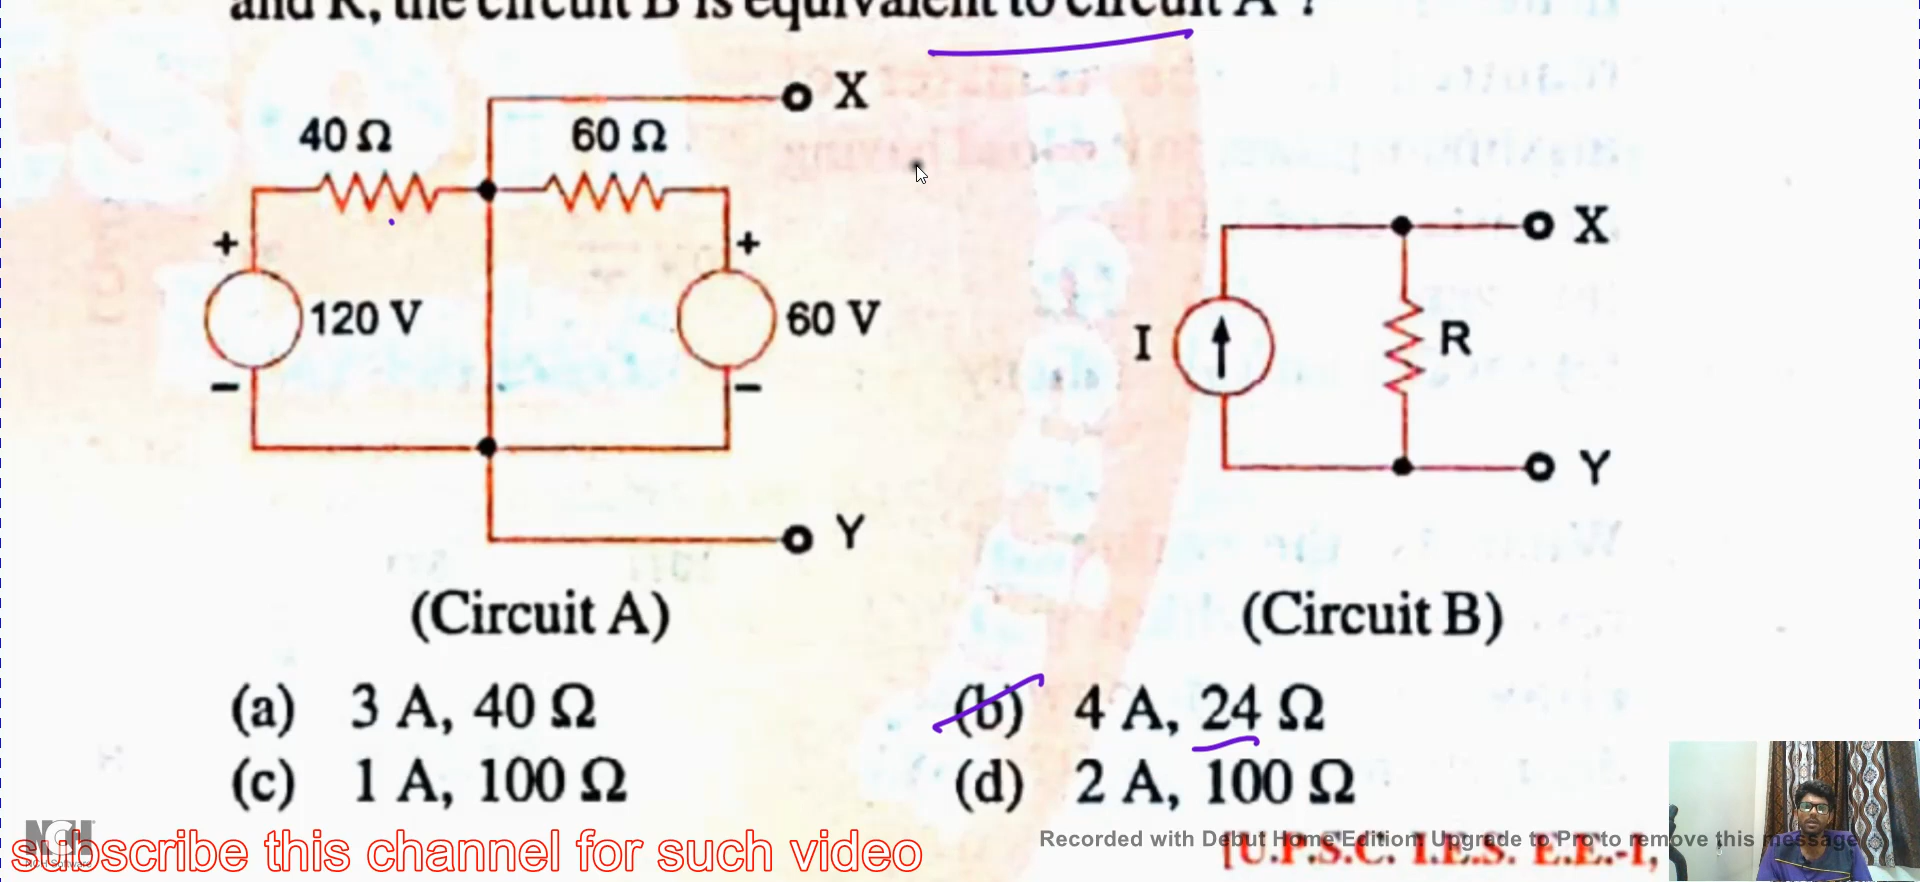 and R, the circuit B is equivalent to circuit A ?
X
40 Ω
60 Ω
+
+
120 V
60 V
−
−
Y
X
I
R
Y
(Circuit A)
(Circuit B)
(a) 3 A, 40 Ω
(b) 4 A, 24 Ω
(c) 1 A, 100 Ω
(d) 2 A, 100 Ω
NCH
subscribe this channel for such video
Recorded with Debut Home Edition. Upgrade to Pro to remove this message
[U.P.S.C. I.E.S. E.E.-I,